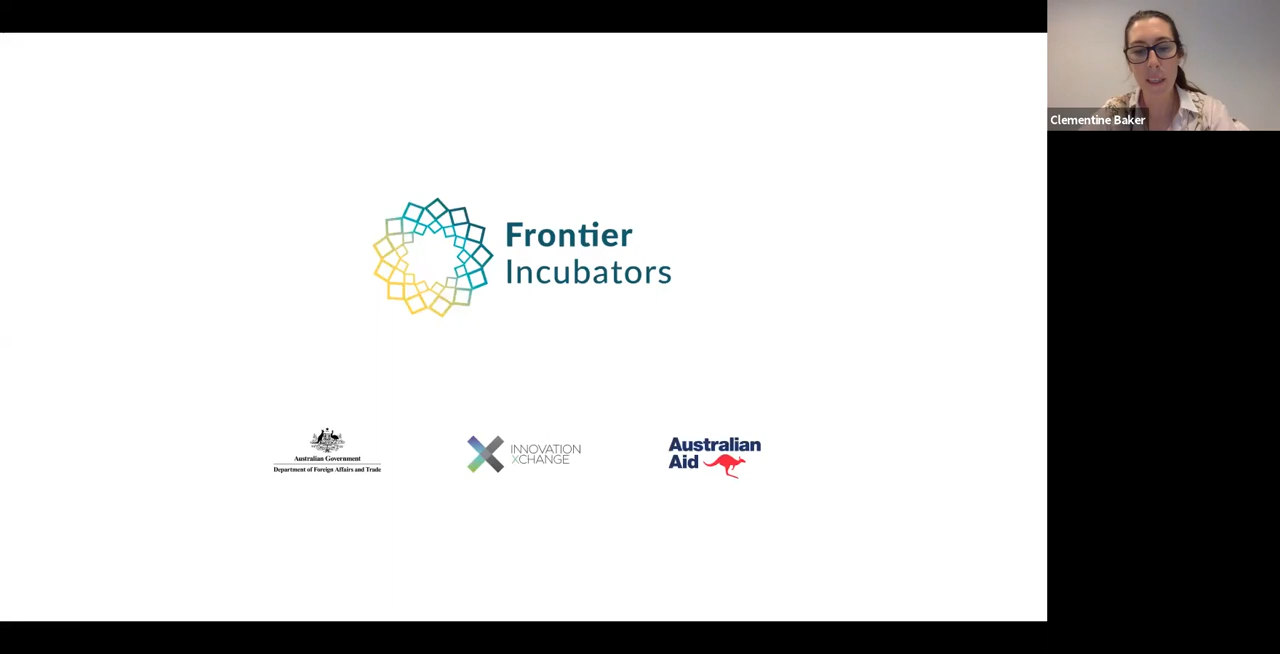 Frontier
Incubators
Australian Government
Department of Foreign Affairs and Trade
INNOVATION
XCHANGE
Australian
Aid
Clementine Baker